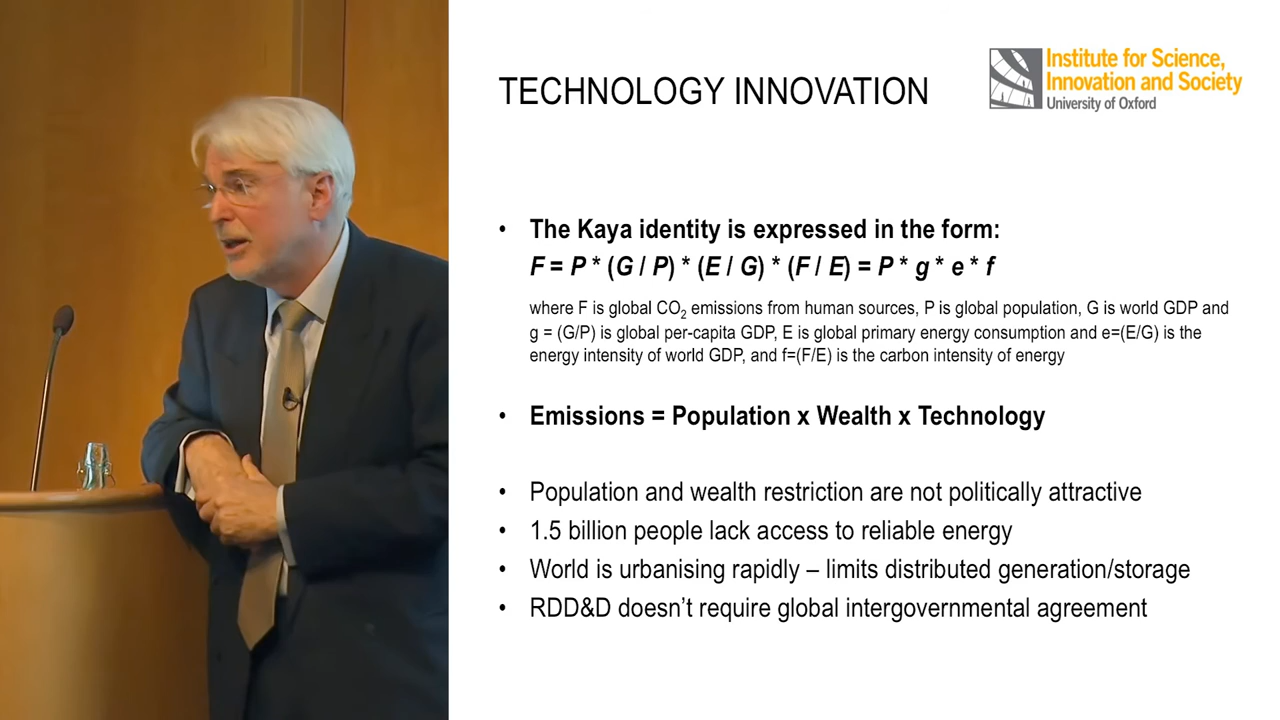 TECHNOLOGY INNOVATION
Institute for Science,
Innovation and Society
University of Oxford
• The Kaya identity is expressed in the form:
F = P * (G / P) * (E / G) * (F / E) = P * g * e * f
where F is global CO₂ emissions from human sources, P is global population, G is world GDP and
g = (G/P) is global per-capita GDP, E is global primary energy consumption and e=(E/G) is the
energy intensity of world GDP, and f=(F/E) is the carbon intensity of energy
• Emissions = Population x Wealth x Technology
• Population and wealth restriction are not politically attractive
• 1.5 billion people lack access to reliable energy
• World is urbanising rapidly – limits distributed generation/storage
• RDD&D doesn’t require global intergovernmental agreement